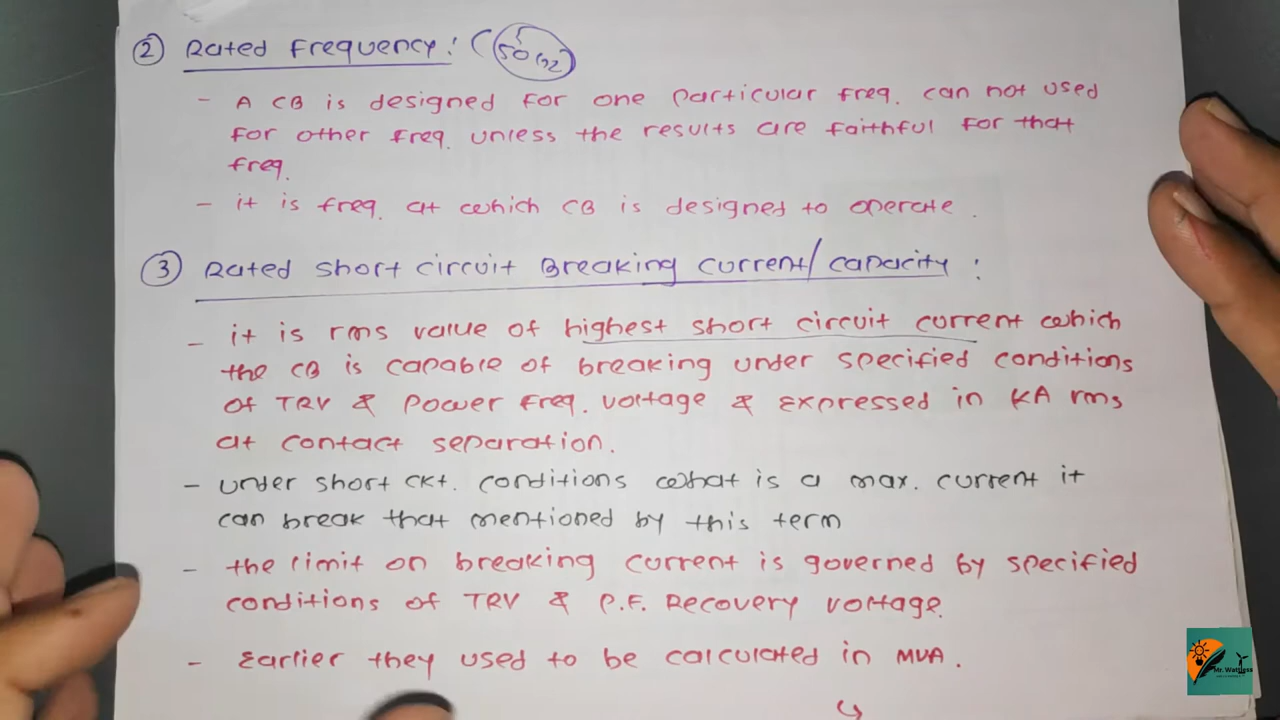 ② Rated Frequency: (50Hz)
- A CB is designed for one particular freq. can not used
for other freq. unless the results are faithful for that
freq.
- it is freq. at which CB is designed to operate.
③ Rated short circuit Breaking current/capacity :
- it is rms value of highest short circuit current which
the CB is capable of breaking under specified conditions
of TRV & Power freq. voltage & Expressed in KA rms
at contact separation.
- under short ckt. conditions what is a max. current it
can break that mentioned by this term
- the limit on breaking current is governed by specified
conditions of TRV & P.F. Recovery voltage.
- Earlier they used to be calculated in MVA.